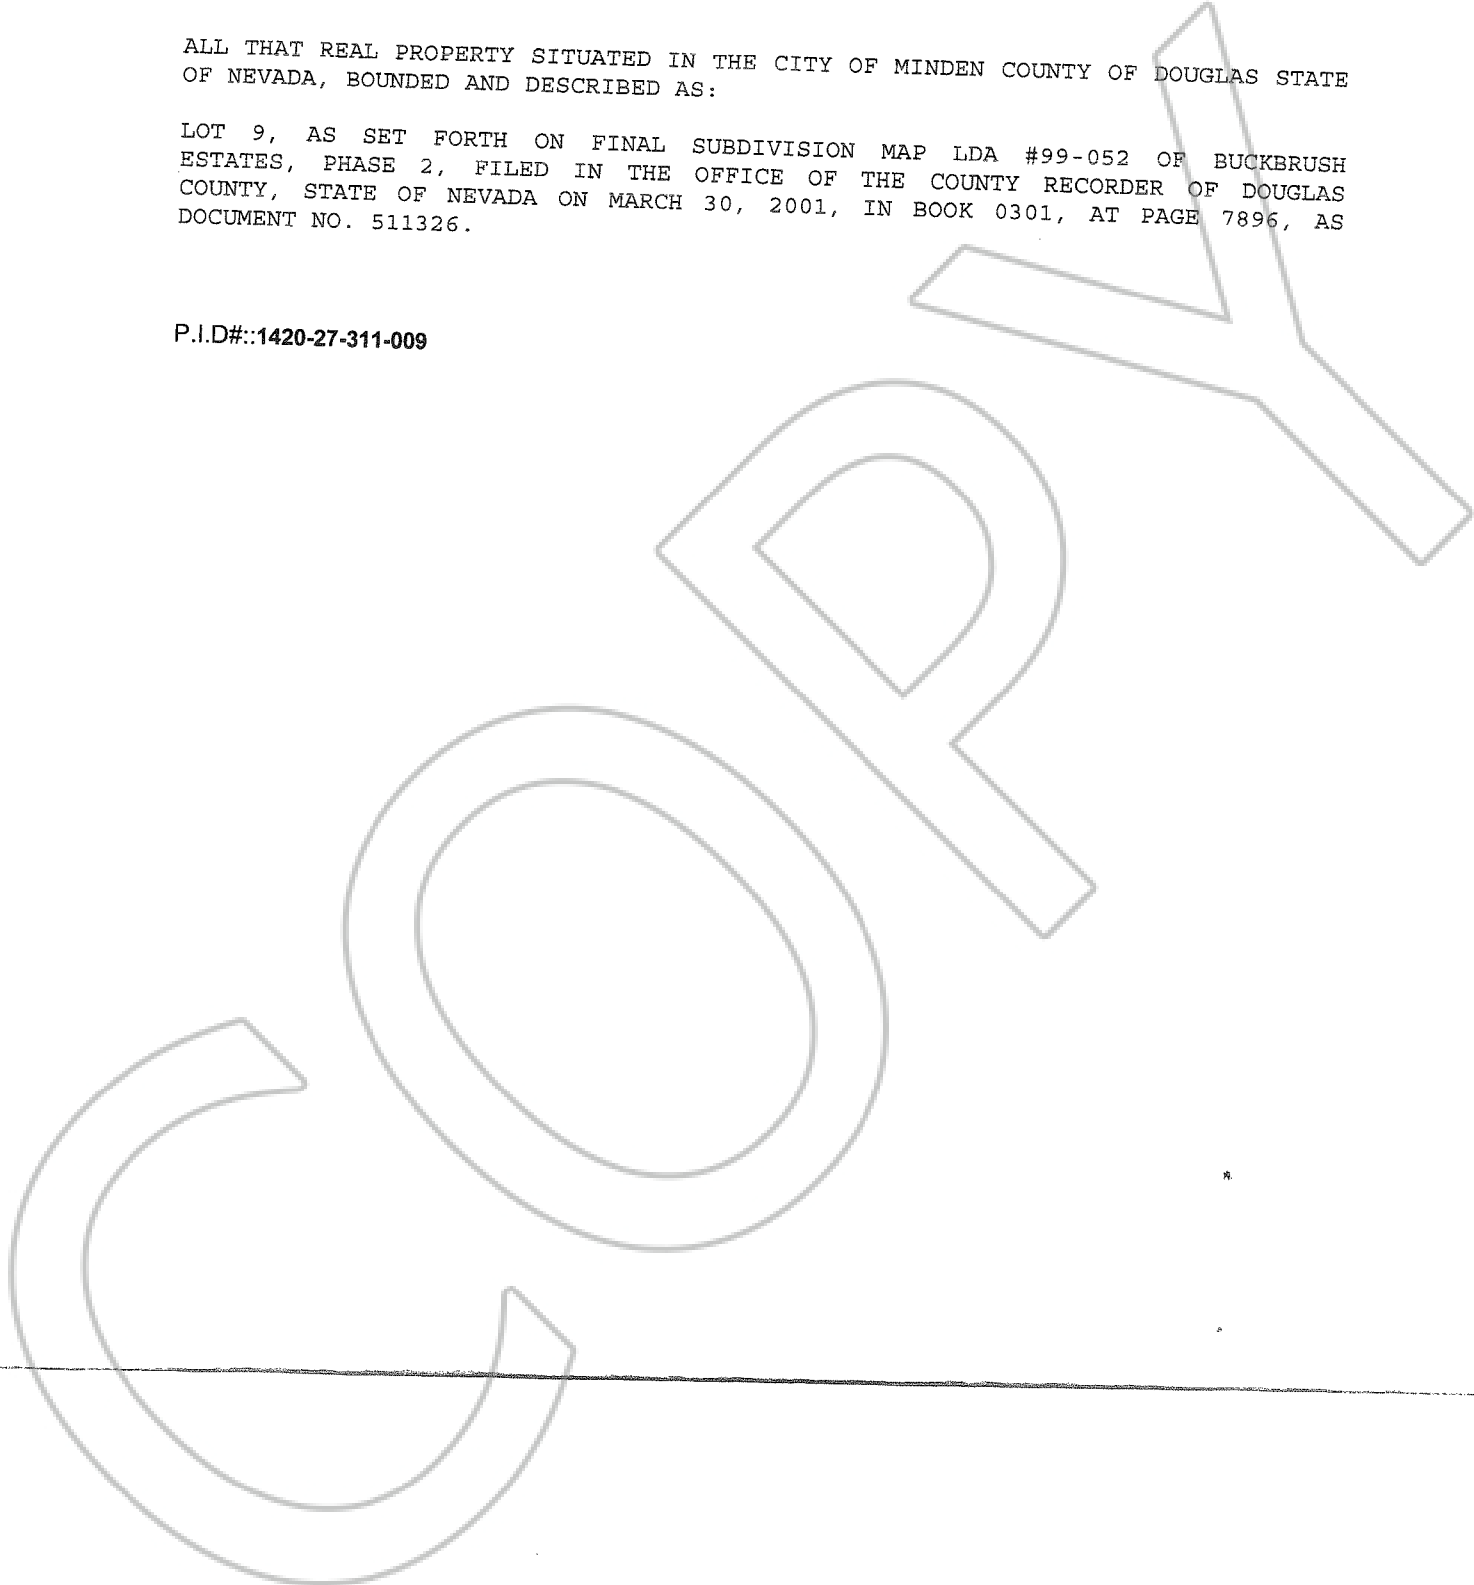 ALL THAT REAL PROPERTY SITUATED IN THE CITY OF MINDEN COUNTY OF DOUGLAS STATE
OF NEVADA, BOUNDED AND DESCRIBED AS:
LOT 9, AS SET FORTH ON FINAL SUBDIVISION MAP LDA #99-052 OF BUCKBRUSH
ESTATES, PHASE 2, FILED IN THE OFFICE OF THE COUNTY RECORDER OF DOUGLAS
COUNTY, STATE OF NEVADA ON MARCH 30, 2001, IN BOOK 0301, AT PAGE 7896, AS
DOCUMENT NO. 511326.
P.I.D#::1420-27-311-009
COPY